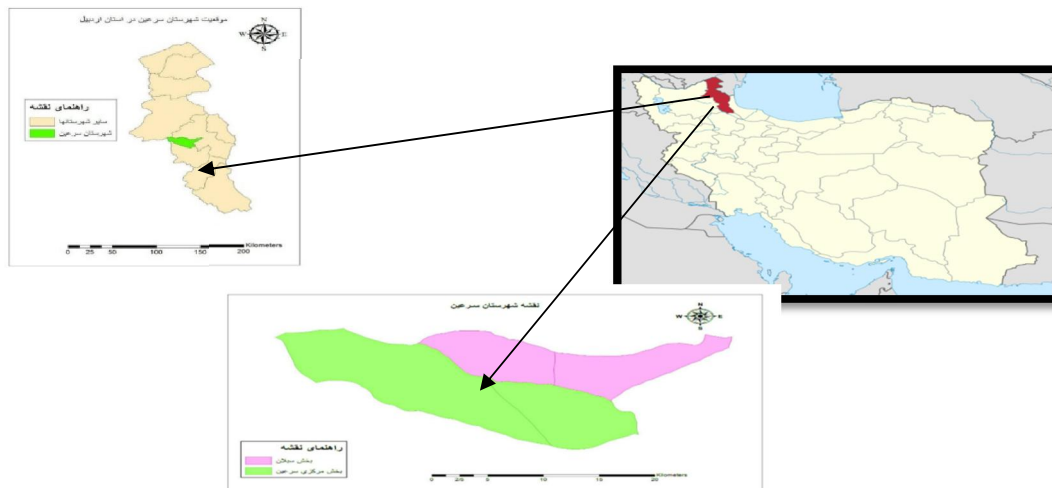 موقعیت شهرستان سرعین در استان اردبیل
N
W E
S
راهنمای نقشه
سایر شهرستانها
شهرستان سرعین
Kilometers
0 25 50 100 150 200
نقشه شهرستان سرعین
N
W E
S
راهنمای نقشه
بخش سبلان
بخش مرکزی سرعین
Kilometers
0 2/5 5 10 15 20